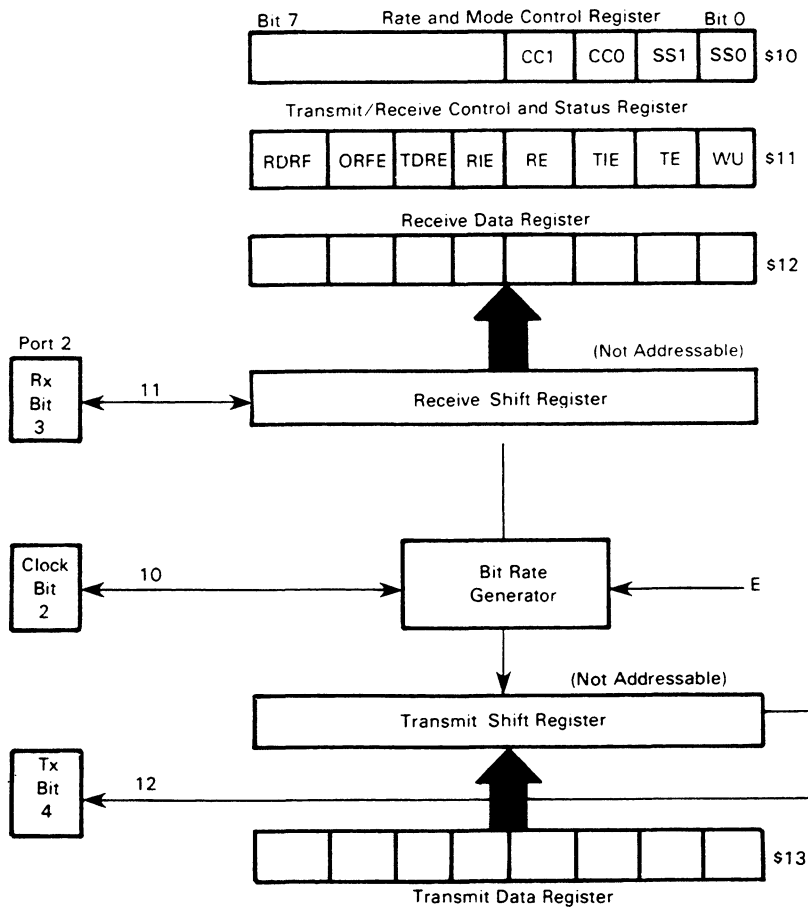 Bit 7 Rate and Mode Control Register Bit 0
CC1 CC0 SS1 SS0 $10
Transmit/Receive Control and Status Register
RDRF ORFE TDRE RIE RE TIE TE WU $11
Receive Data Register
$12
Port 2
(Not Addressable)
Rx
Bit
3
11
Receive Shift Register
Clock
Bit
2
10
Bit Rate
Generator
E
(Not Addressable)
Transmit Shift Register
Tx
Bit
4
12
$13
Transmit Data Register